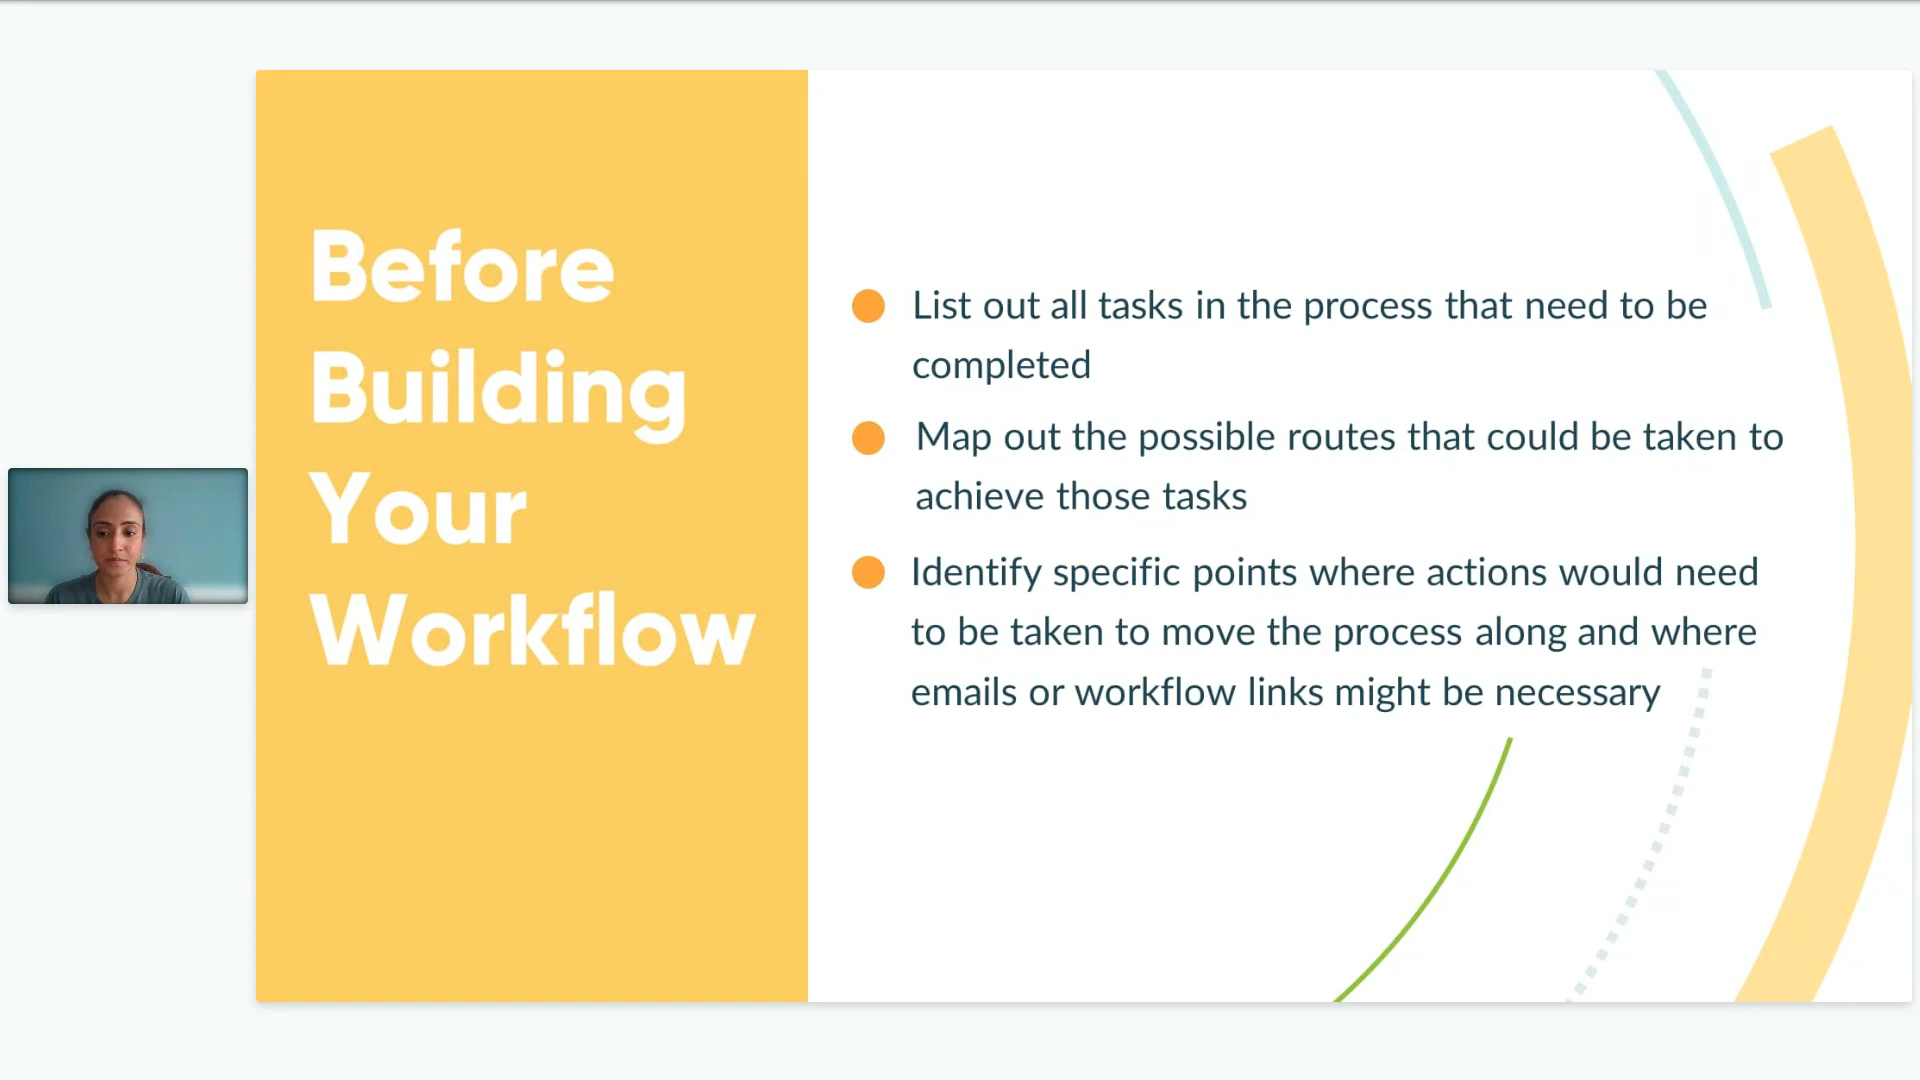 Before
Building
Your
Workflow
List out all tasks in the process that need to be
completed
Map out the possible routes that could be taken to
achieve those tasks
Identify specific points where actions would need
to be taken to move the process along and where
emails or workflow links might be necessary